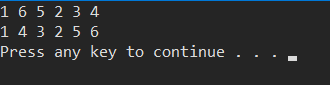 1 6 5 2 3 4
1 4 3 2 5 6
Press any key to continue . . .